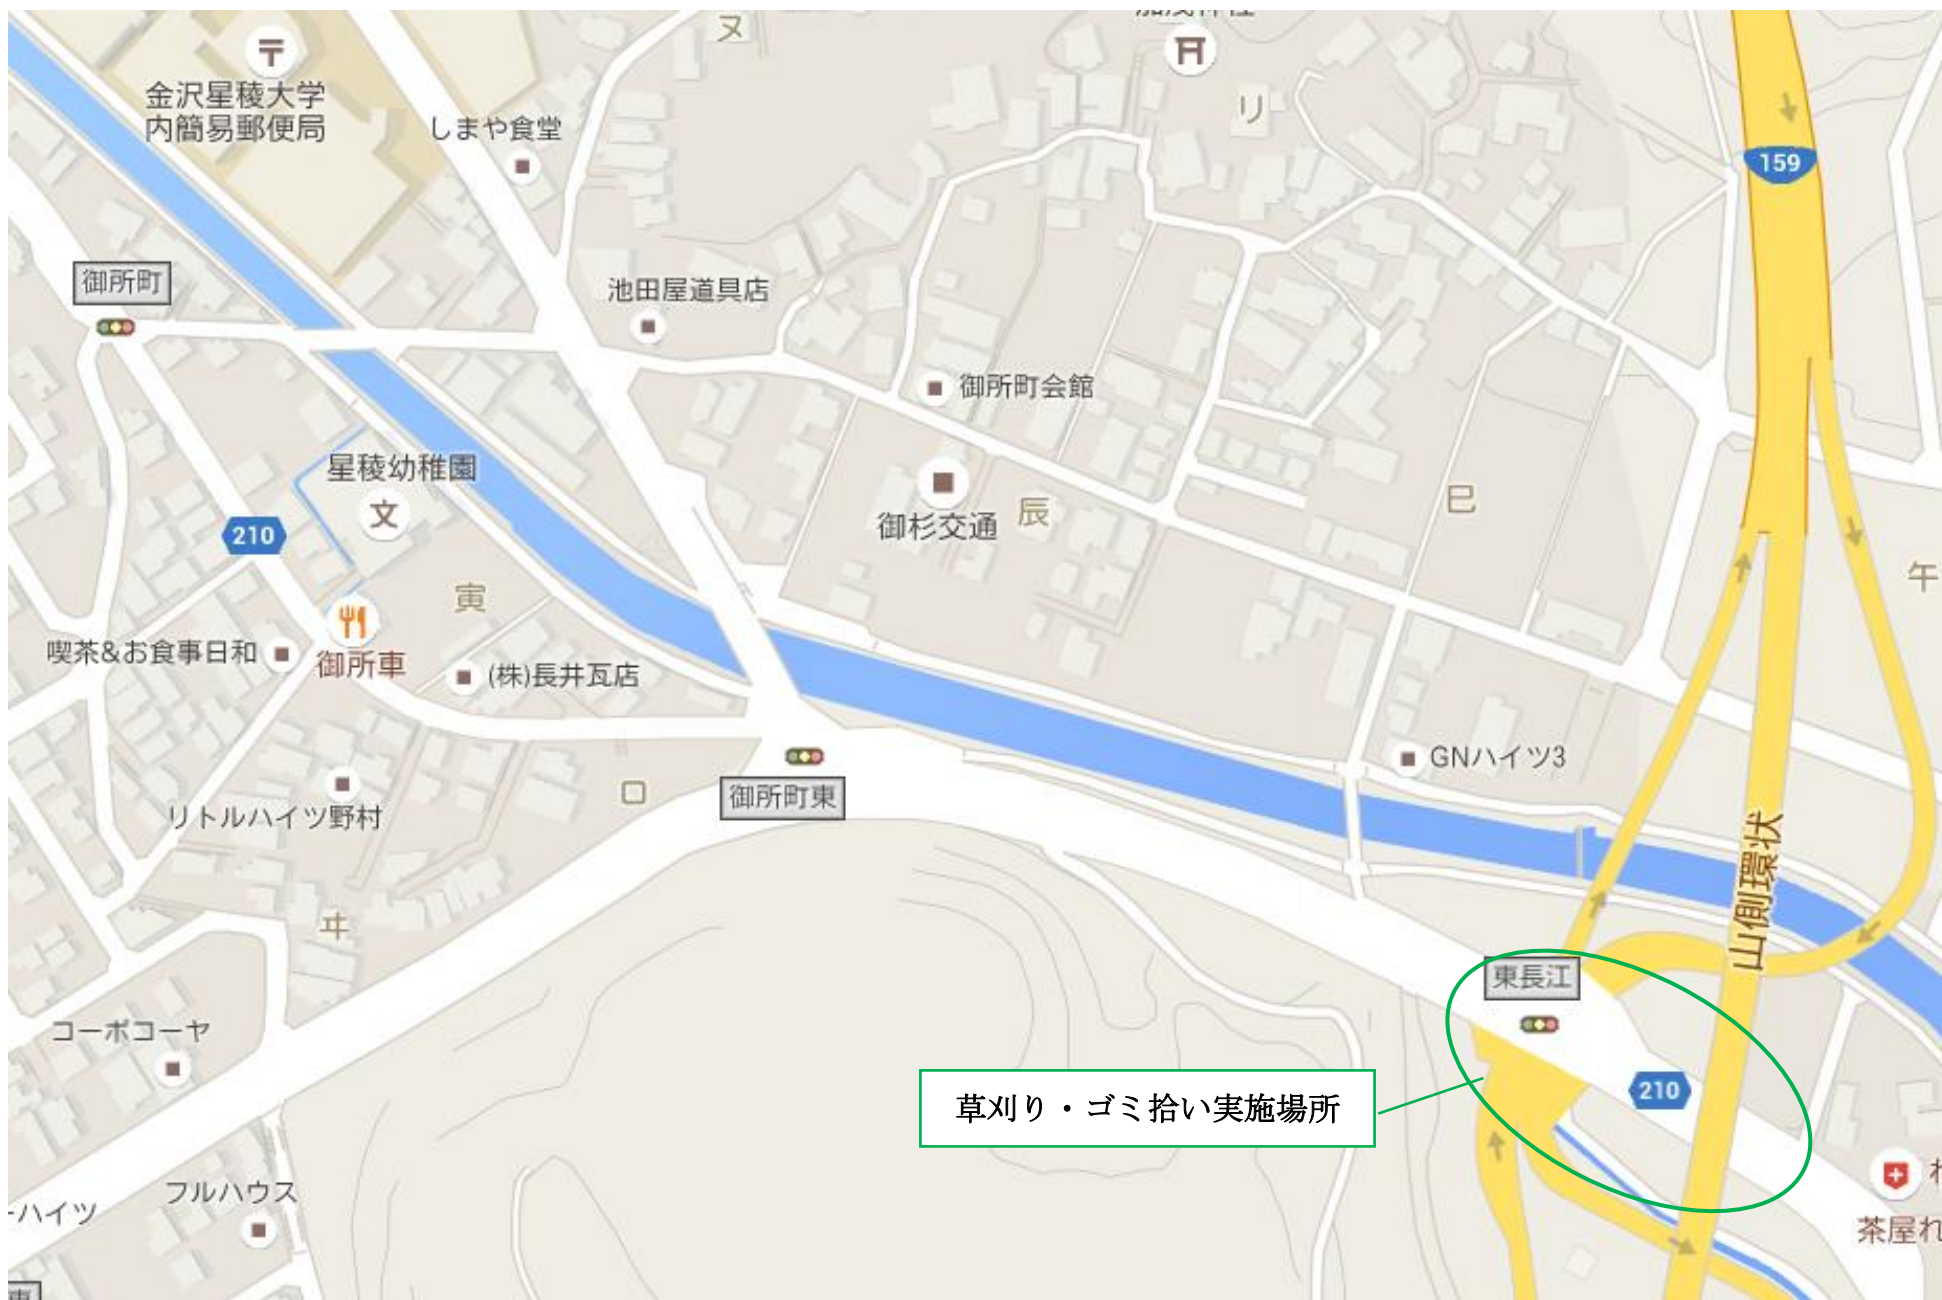 ヌ
金沢星稜大学
内簡易郵便局
しまや食堂
リ
159
御所町
池田屋道具店
御所町会館
星稜幼稚園
文
210
御杉交通
辰
巳
午
寅
喫茶&お食事日和
御所車
(株)長井瓦店
GNハイツ3
リトルハイツ野村
ロ
御所町東
山側環状
ヰ
東長江
コーポコーヤ
210
草刈り・ゴミ拾い実施場所
フルハウス
ーハイツ
茶屋れ